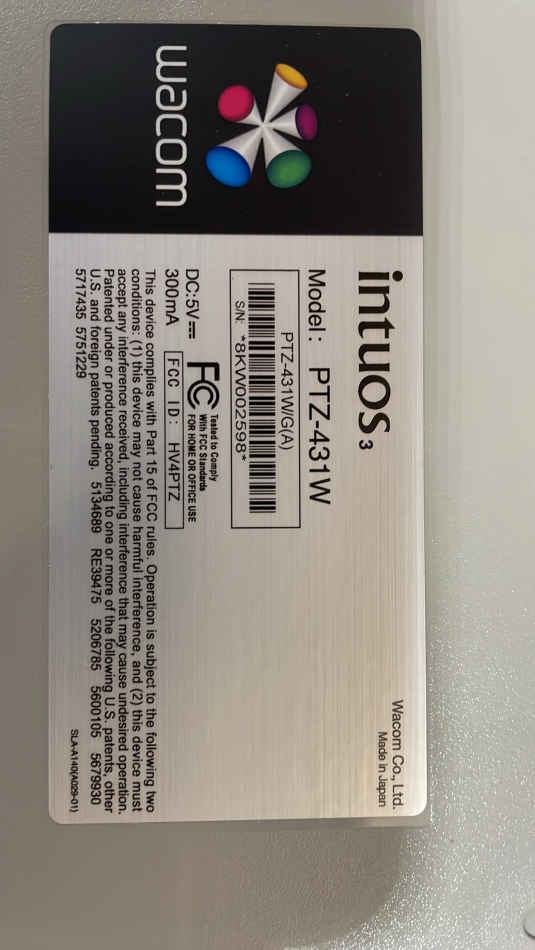 wacom
intuos3
Wacom Co., Ltd.
Made in Japan
Model: PTZ-431W
PTZ-431W/G(A)
S/N: *8KW002598*
DC:5V⎓
300mA
FC
Tested to Comply
With FCC Standards
FOR HOME OR OFFICE USE
FCC ID: HV4PTZ
This device complies with Part 15 of FCC rules. Operation is subject to the following two
conditions: (1) this device may not cause harmful interference, and (2) this device must
accept any interference received, including interference that may cause undesired operation.
Patented under or produced according to one or more of the following U.S. patents, other
U.S. and foreign patents pending. 5134689 RE39475 5206785 5600105 5679930
5717435 5751229
SLA-A140(A029-01)